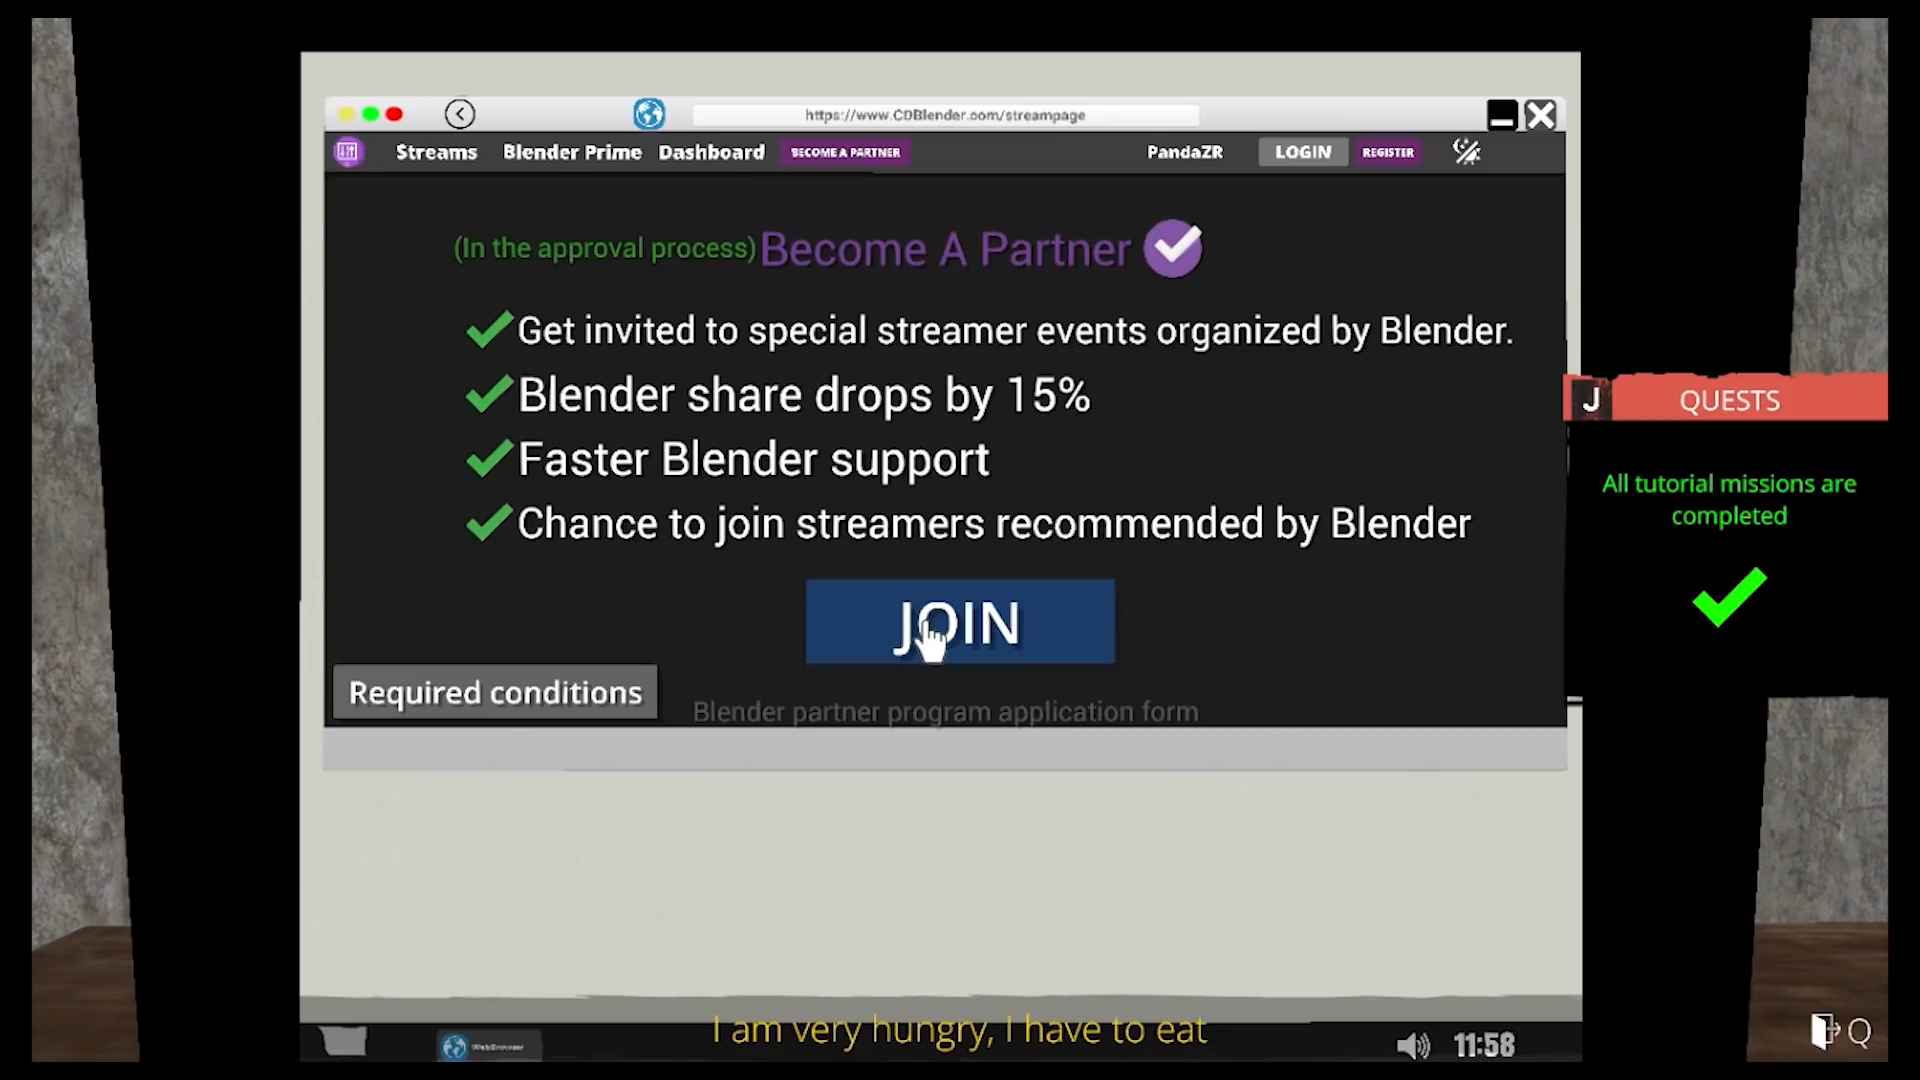 https://www.CDBlender.com/streampage
Streams Blender Prime Dashboard BECOME A PARTNER PandaZR LOGIN REGISTER
(In the approval process) Become A Partner
Get invited to special streamer events organized by Blender.
Blender share drops by 15%
Faster Blender support
Chance to join streamers recommended by Blender
JOIN
Required conditions
Blender partner program application form
J QUESTS
All tutorial missions are
completed
I am very hungry, I have to eat
WebBrowser
11:58
Q